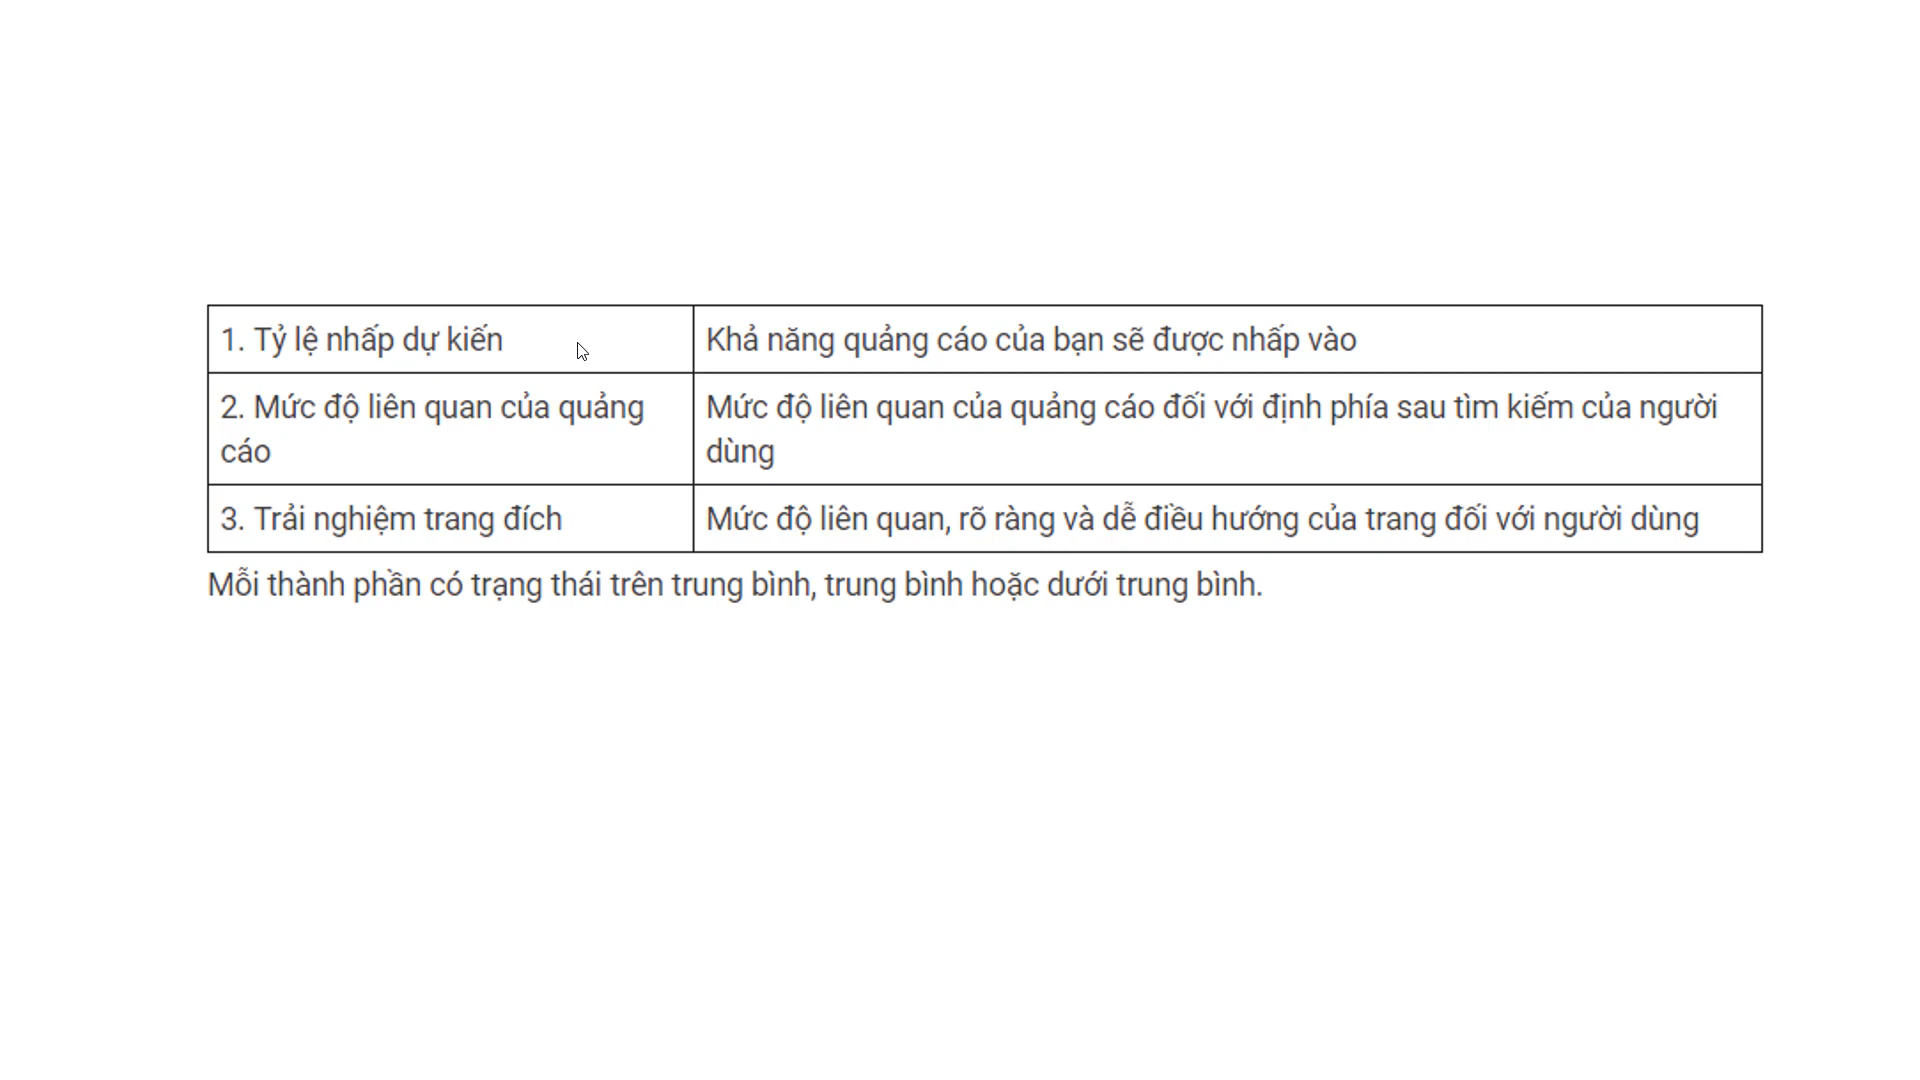 1. Tỷ lệ nhấp dự kiến
Khả năng quảng cáo của bạn sẽ được nhấp vào
2. Mức độ liên quan của quảng
cáo
Mức độ liên quan của quảng cáo đối với định phía sau tìm kiếm của người
dùng
3. Trải nghiệm trang đích
Mức độ liên quan, rõ ràng và dễ điều hướng của trang đối với người dùng
Mỗi thành phần có trạng thái trên trung bình, trung bình hoặc dưới trung bình.